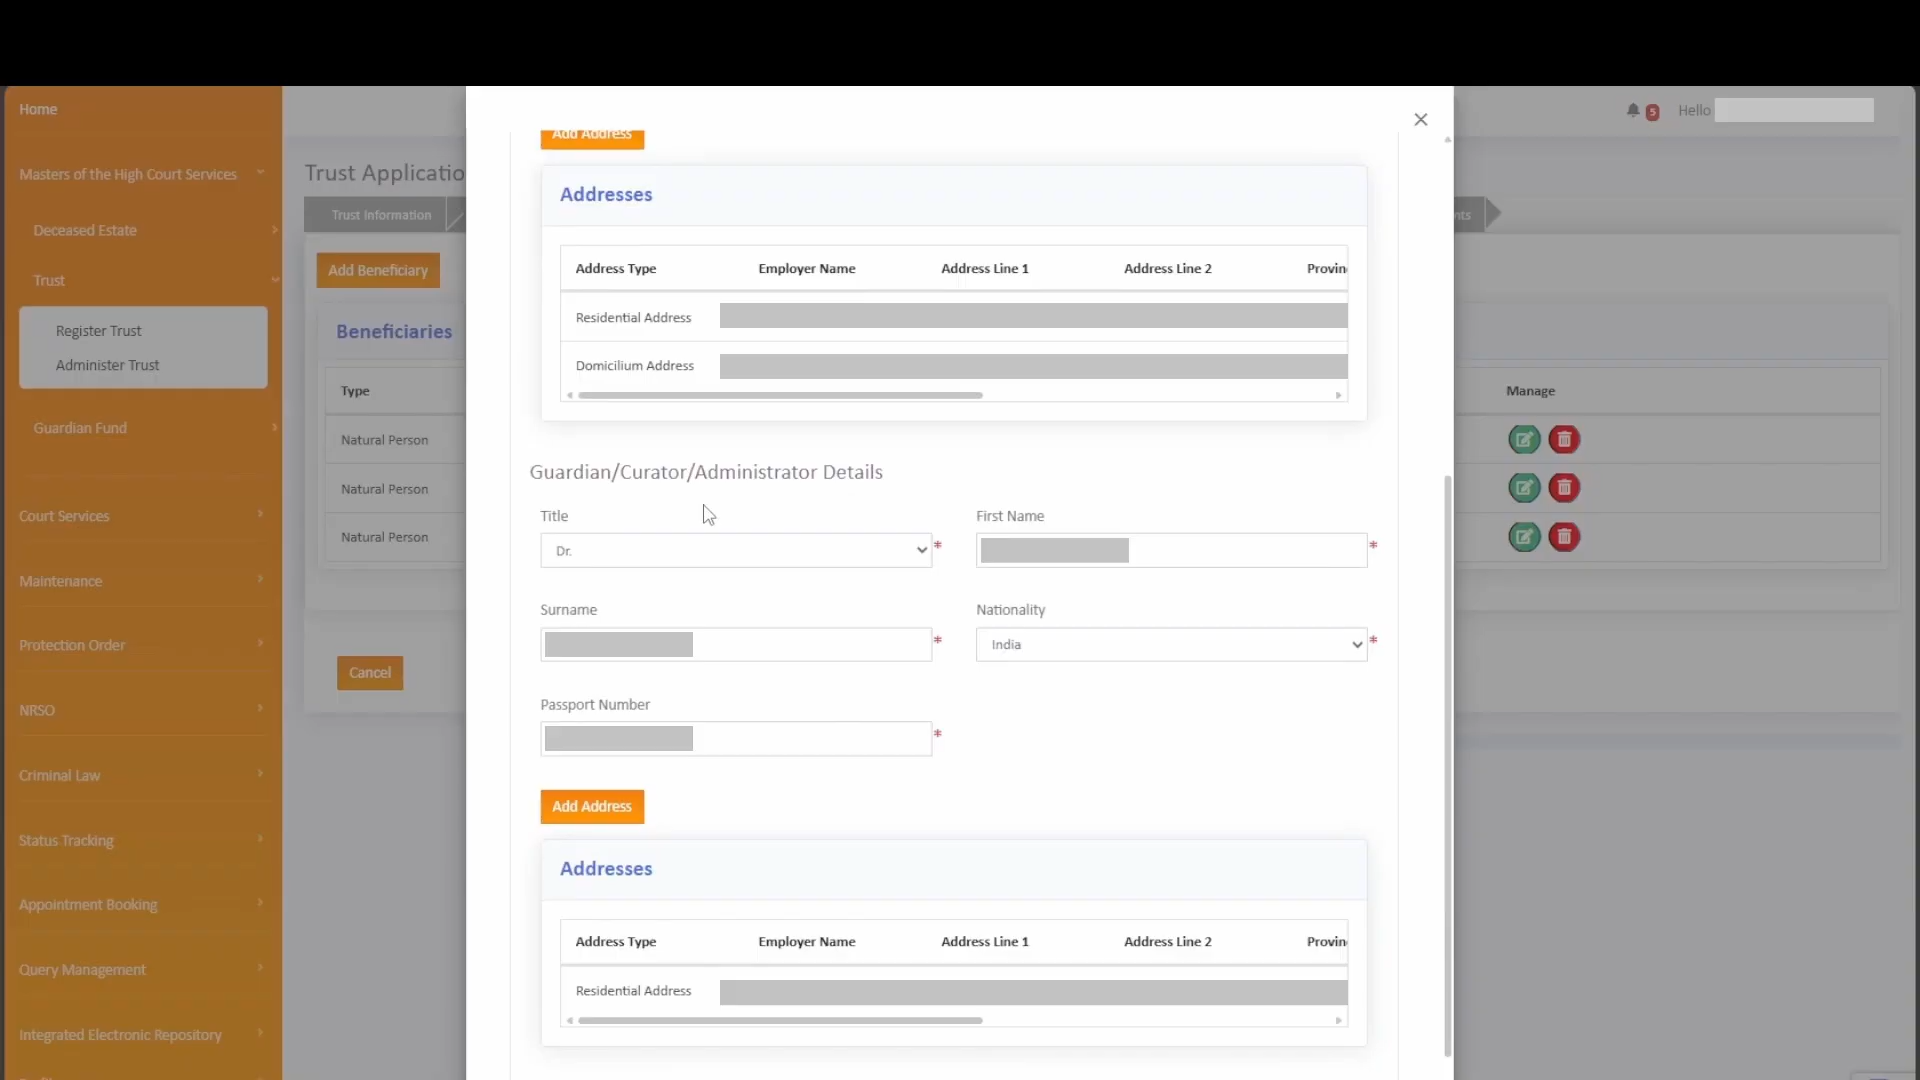 Home
5
Hello
Masters of the High Court Services
Deceased Estate
Trust
Register Trust
Administer Trust
Guardian Fund
Court Services
Maintenance
Protection Order
NRSO
Criminal Law
Status Tracking
Appointment Booking
Query Management
Integrated Electronic Repository
Trust Applicatio
Trust Information
nts
Add Beneficiary
Beneficiaries
Type
Manage
Natural Person
Natural Person
Natural Person
Cancel
Add Address
Addresses
Address Type Employer Name Address Line 1 Address Line 2 Provin
Residential Address
Domicilium Address
Guardian/Curator/Administrator Details
Title First Name
Dr. *
*
Surname Nationality
* India *
Passport Number
*
Add Address
Addresses
Address Type Employer Name Address Line 1 Address Line 2 Provin
Residential Address